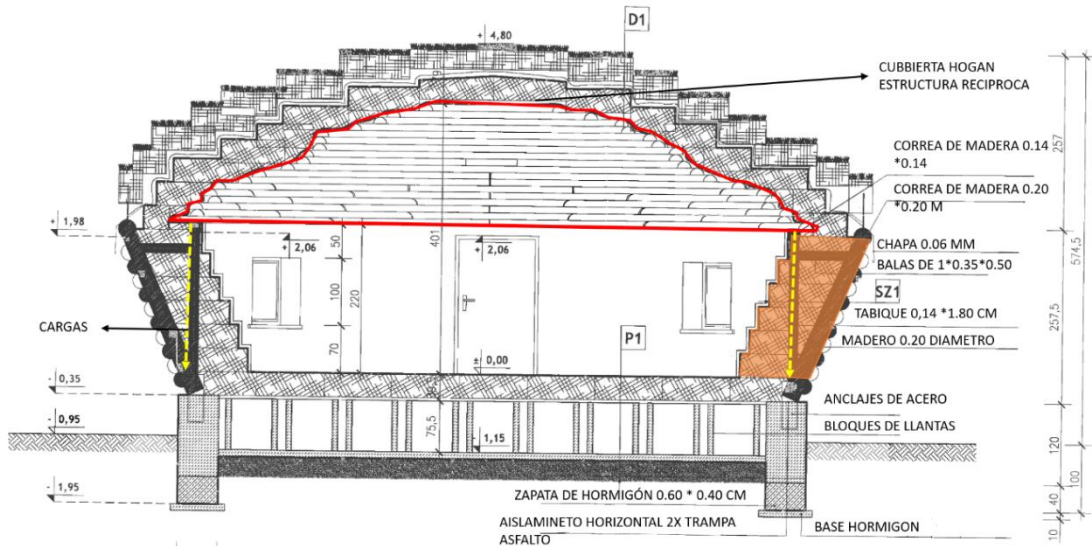 D1
+ 4,80
CUBBIERTA HOGAN
ESTRUCTURA RECIPROCA
CORREA DE MADERA 0.14
*0.14
CORREA DE MADERA 0.20
*0.20 M
CHAPA 0.06 MM
BALAS DE 1*0.35*0.50
SZ1
TABIQUE 0,14 *1.80 CM
MADERO 0.20 DIAMETRO
ANCLAJES DE ACERO
BLOQUES DE LLANTAS
ZAPATA DE HORMIGÓN 0.60 * 0.40 CM
AISLAMINETO HORIZONTAL 2X TRAMPA
ASFALTO
BASE HORMIGON
CARGAS
P1
+ 1,98
+ 2,06
+ 2,06
± 0,00
- 0,35
- 0,95
- 1,15
- 1,95
50
100
70
220
401
75,5
257
257,5
574,5
120
40
10